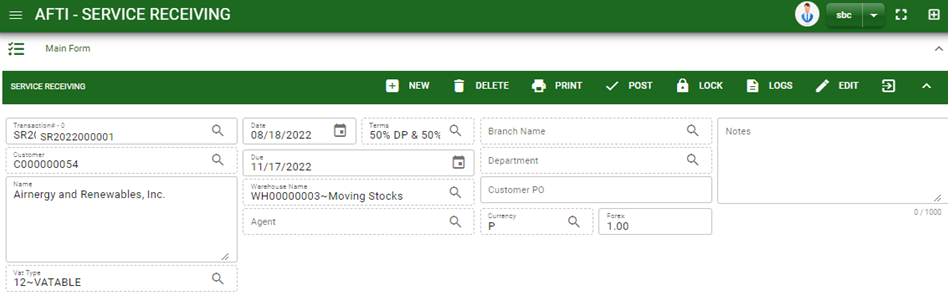 AFTI - SERVICE RECEIVING
sbc
Main Form
SERVICE RECEIVING
NEW
DELETE
PRINT
POST
LOCK
LOGS
EDIT
Transaction# - 0
SR2022000001
Date
08/18/2022
Terms
50% DP & 50%
Branch Name
Notes
Customer
C000000054
Due
11/17/2022
Department
Name
Airnergy and Renewables, Inc.
Warehouse Name
WH00000003~Moving Stocks
Customer PO
Agent
Currency
P
Forex
1.00
0 / 1000
Vat Type
12~VATABLE